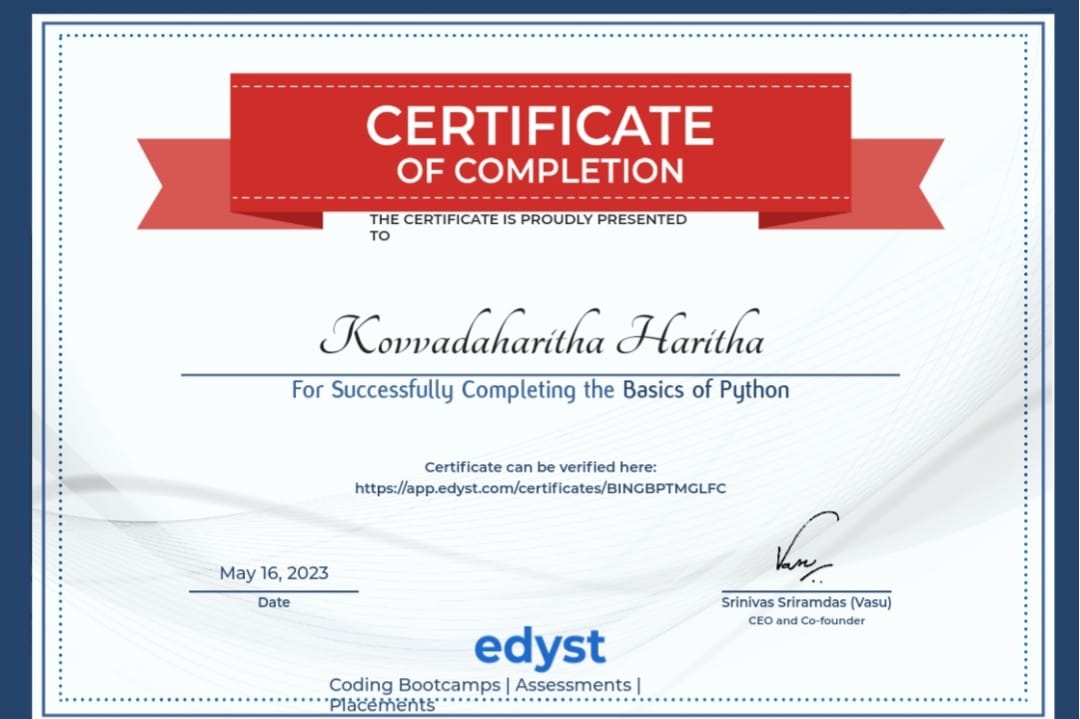 CERTIFICATE
OF COMPLETION
THE CERTIFICATE IS PROUDLY PRESENTED
TO
Kovvadaharitha Haritha
For Successfully Completing the Basics of Python
Certificate can be verified here:
https://app.edyst.com/certificates/BINGBPTMGLFC
May 16, 2023
Date
Vasu
Srinivas Sriramdas (Vasu)
CEO and Co-founder
edyst
Coding Bootcamps | Assessments |
Placements